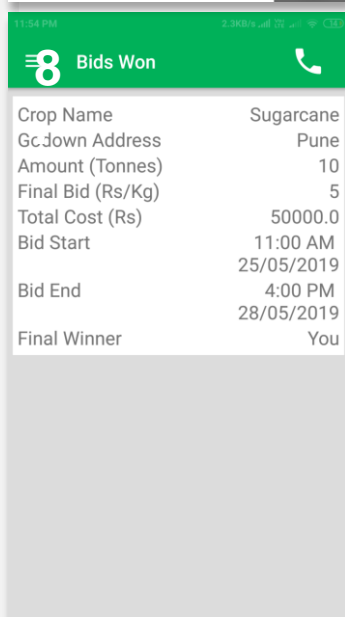 11:54 PM 2.3KB/s
8 Bids Won
Crop Name Sugarcane
Godown Address Pune
Amount (Tonnes) 10
Final Bid (Rs/Kg) 5
Total Cost (Rs) 50000.0
Bid Start 11:00 AM
25/05/2019
Bid End 4:00 PM
28/05/2019
Final Winner You